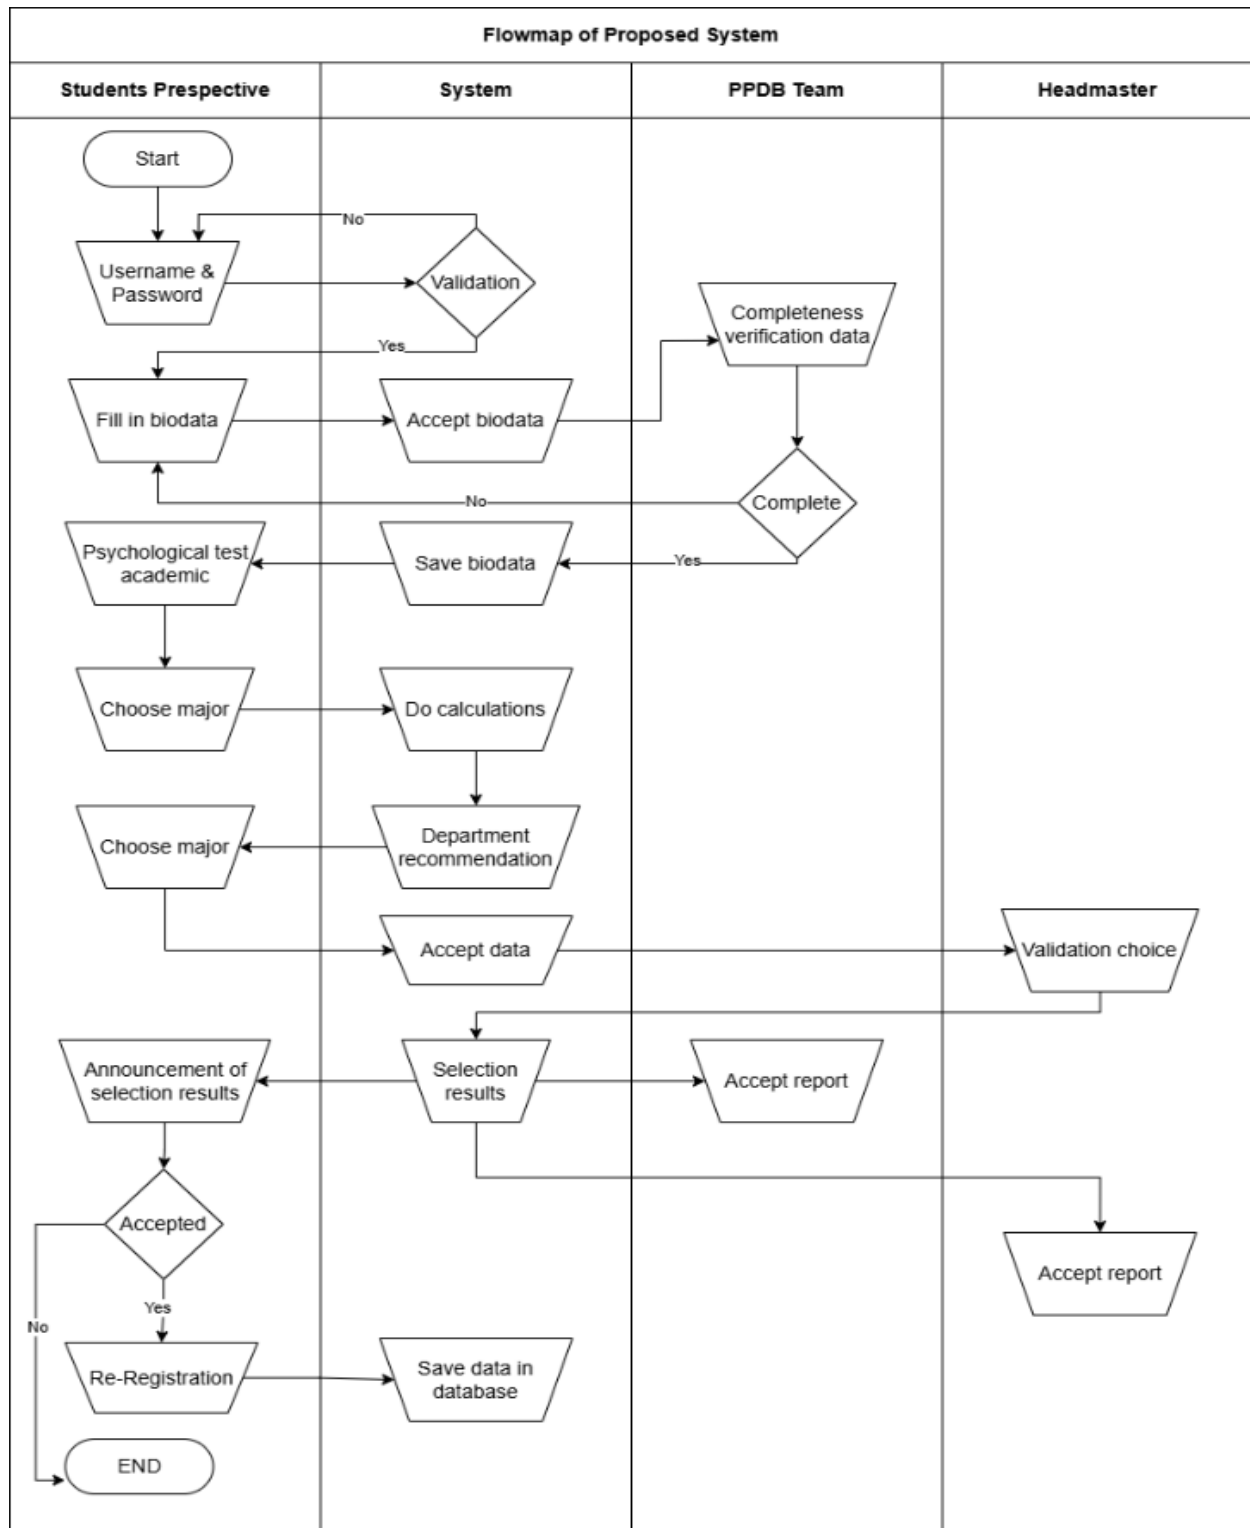 Flowmap of Proposed System
Students Prespective
System
PPDB Team
Headmaster
Start
No
Username &
Password
Validation
Completeness
verification data
Yes
Fill in biodata
Accept biodata
Complete
No
Psychological test
academic
Save biodata
Yes
Choose major
Do calculations
Choose major
Department
recommendation
Accept data
Validation choice
Announcement of
selection results
Selection
results
Accept report
Accepted
Accept report
Yes
No
Re-Registration
Save data in
database
END